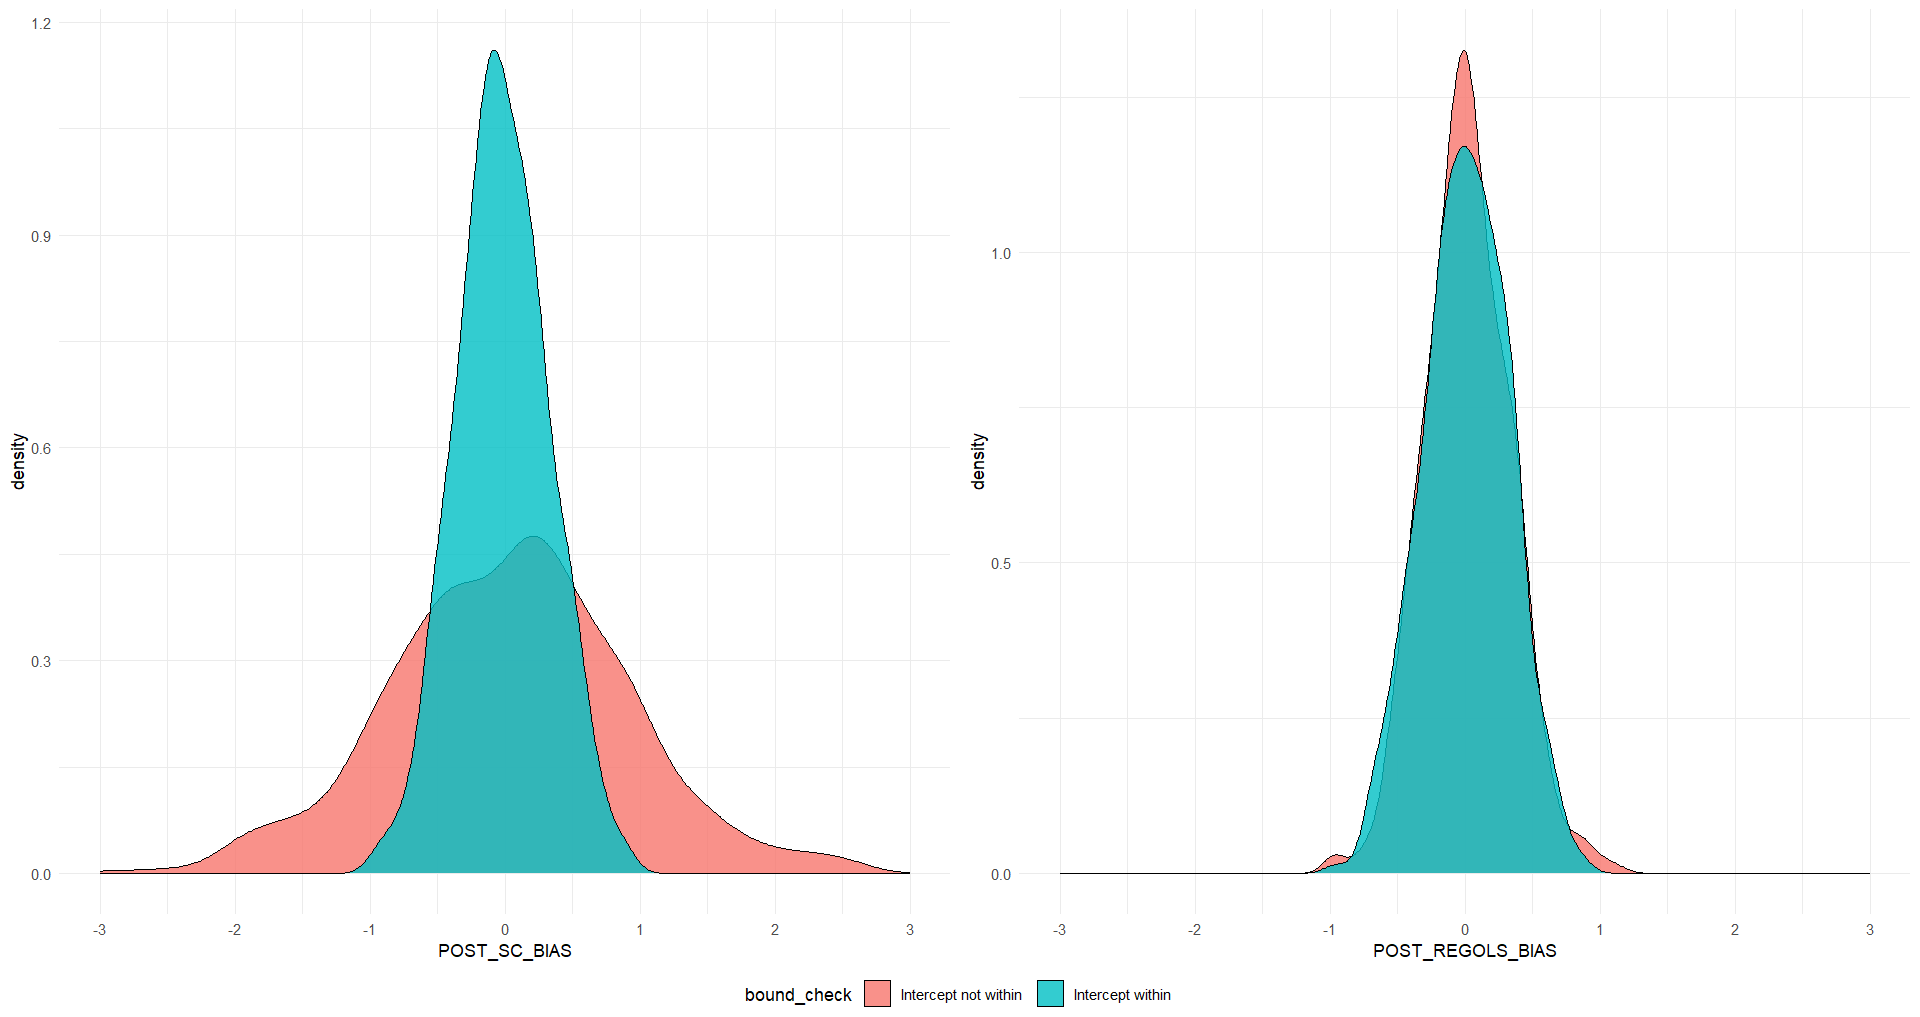 1.2
0.9
0.6
0.3
0.0
density
-3 -2 -1 0 1 2 3
POST_SC_BIAS
1.0
0.5
0.0
density
-3 -2 -1 0 1 2 3
POST_REGOLS_BIAS
bound_check Intercept not within Intercept within